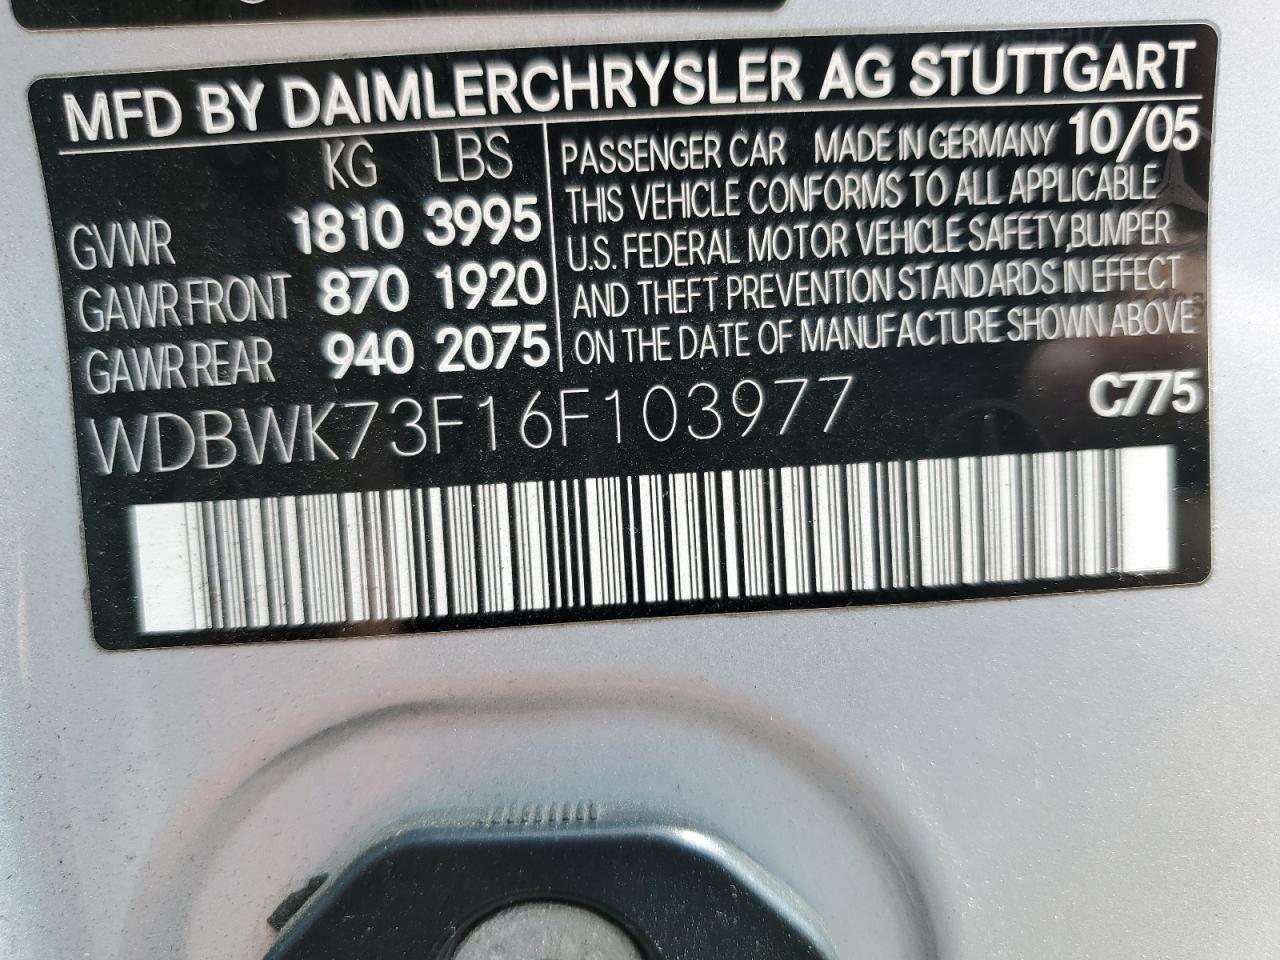 MFD BY DAIMLERCHRYSLER AG STUTTGART
KG LBS
GVWR 1810 3995
GAWR FRONT 870 1920
GAWR REAR 940 2075
PASSENGER CAR MADE IN GERMANY 10/05
THIS VEHICLE CONFORMS TO ALL APPLICABLE
U.S. FEDERAL MOTOR VEHICLE SAFETY,BUMPER
AND THEFT PREVENTION STANDARDS IN EFFECT
ON THE DATE OF MANUFACTURE SHOWN ABOVE
WDBWK73F16F103977
C775